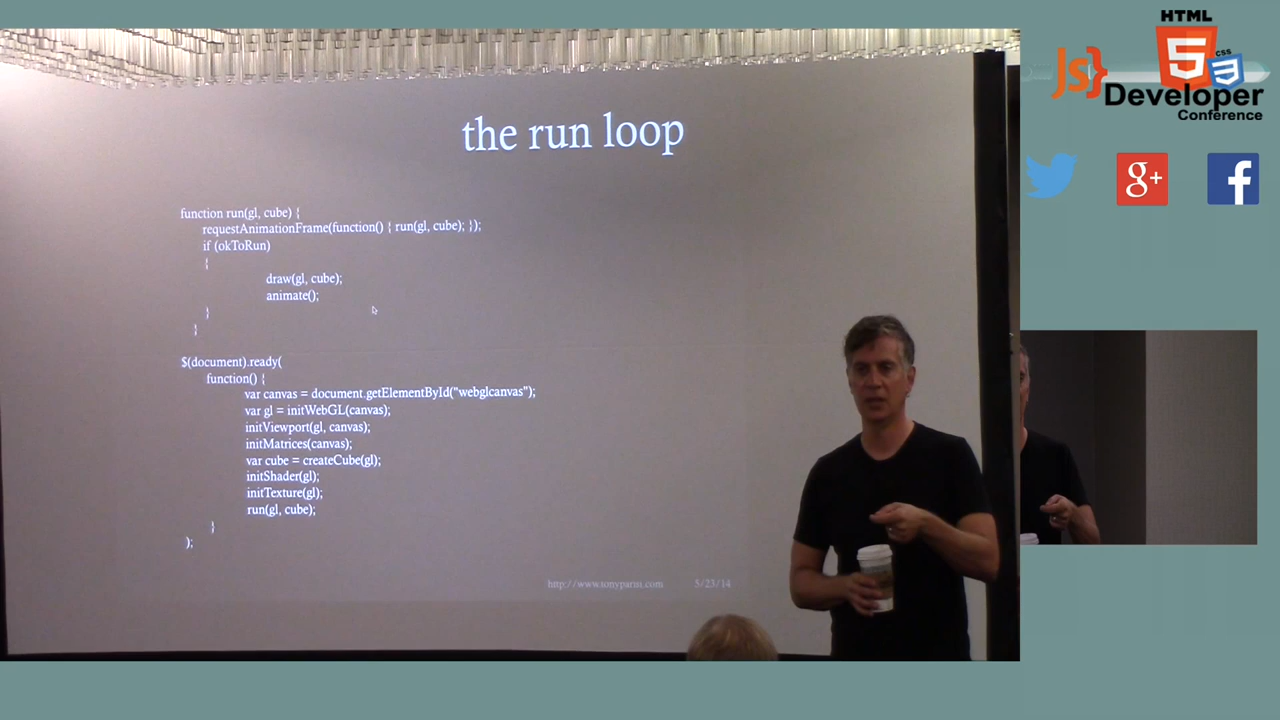 the run loop
function run(gl, cube) {
requestAnimationFrame(function() { run(gl, cube); });
if (okToRun)
{
draw(gl, cube);
animate();
}
}
$(document).ready(
function() {
var canvas = document.getElementById("webglcanvas");
var gl = initWebGL(canvas);
initViewport(gl, canvas);
initMatrices(canvas);
var cube = createCube(gl);
initShader(gl);
initTexture(gl);
run(gl, cube);
}
);
http://www.tonyparisi.com 5/23/14
HTML
JS} 5 CSS 3
Developer
Conference
g+ f